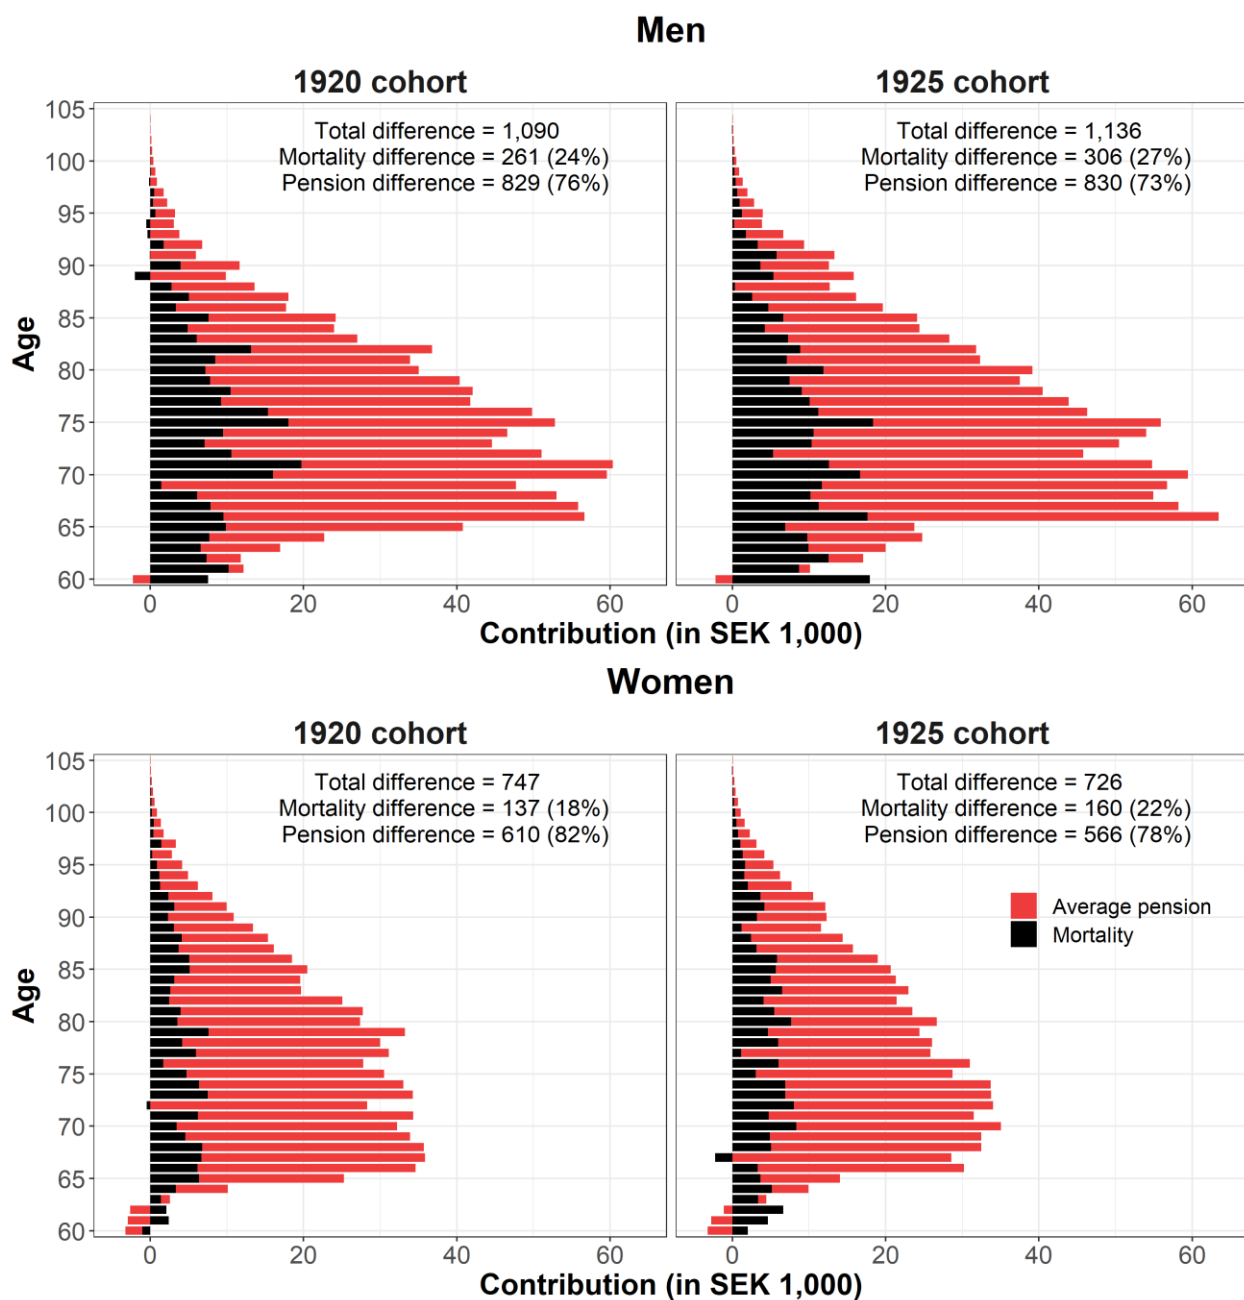 Men
1920 cohort
1925 cohort
Total difference = 1,090
Mortality difference = 261 (24%)
Pension difference = 829 (76%)
Total difference = 1,136
Mortality difference = 306 (27%)
Pension difference = 830 (73%)
Age
105
100
95
90
85
80
75
70
65
60
0 20 40 60
0 20 40 60
Contribution (in SEK 1,000)
Women
1920 cohort
1925 cohort
Total difference = 747
Mortality difference = 137 (18%)
Pension difference = 610 (82%)
Total difference = 726
Mortality difference = 160 (22%)
Pension difference = 566 (78%)
Average pension
Mortality
Age
105
100
95
90
85
80
75
70
65
60
0 20 40 60
0 20 40 60
Contribution (in SEK 1,000)